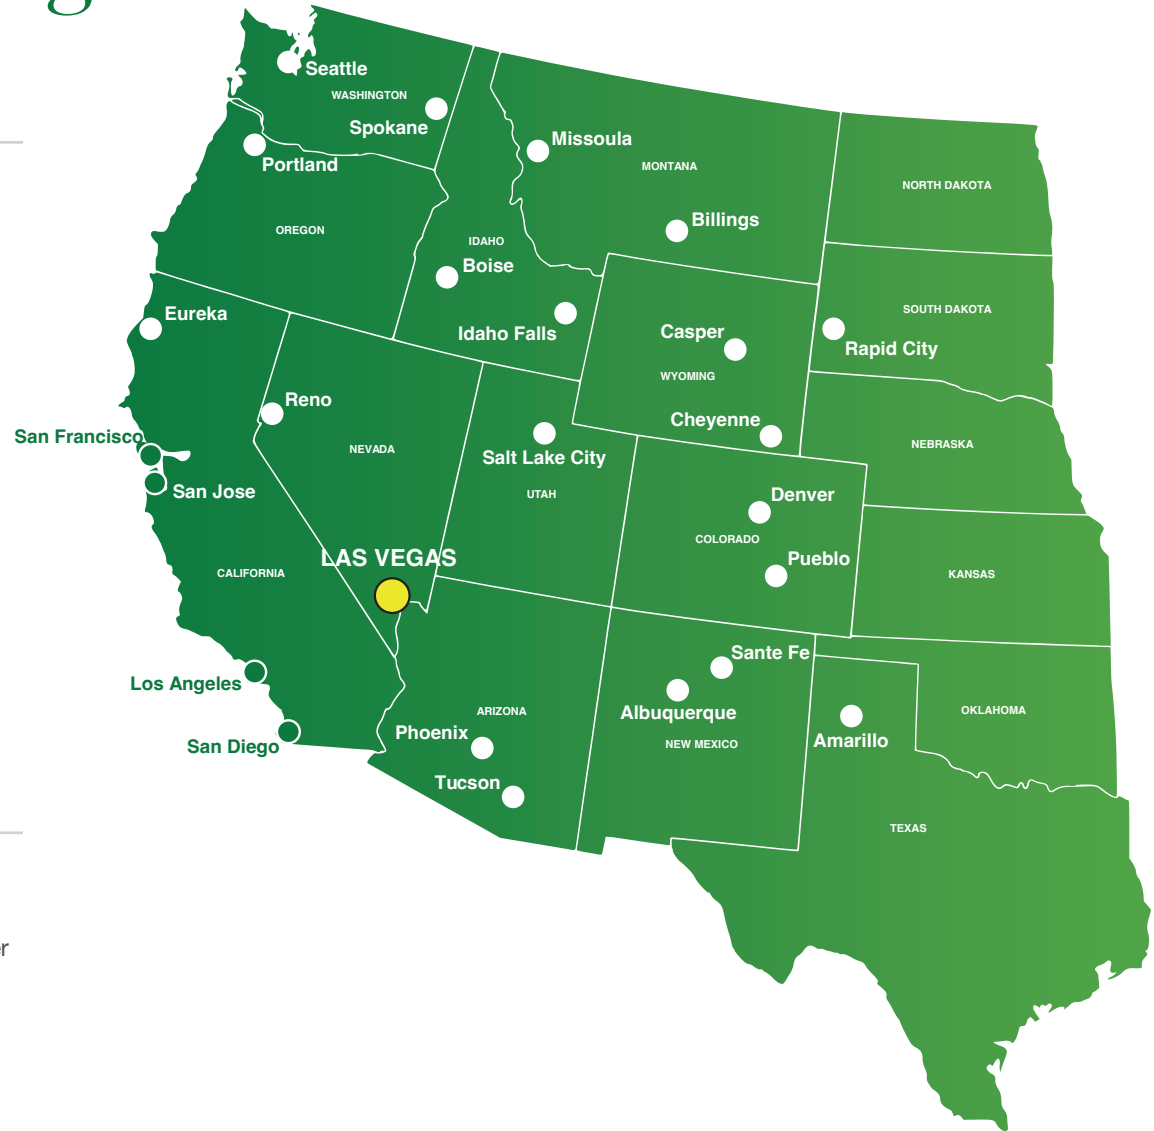 g
Seattle
WASHINGTON
Spokane
Missoula
Portland
MONTANA
NORTH DAKOTA
Billings
OREGON
IDAHO
Boise
SOUTH DAKOTA
Eureka
Idaho Falls
Casper
Rapid City
WYOMING
Reno
Cheyenne
San Francisco
NEVADA
NEBRASKA
Salt Lake City
San Jose
UTAH
Denver
COLORADO
LAS VEGAS
Pueblo
CALIFORNIA
KANSAS
Sante Fe
Los Angeles
Albuquerque
ARIZONA
OKLAHOMA
Phoenix
San Diego
NEW MEXICO
Amarillo
Tucson
TEXAS